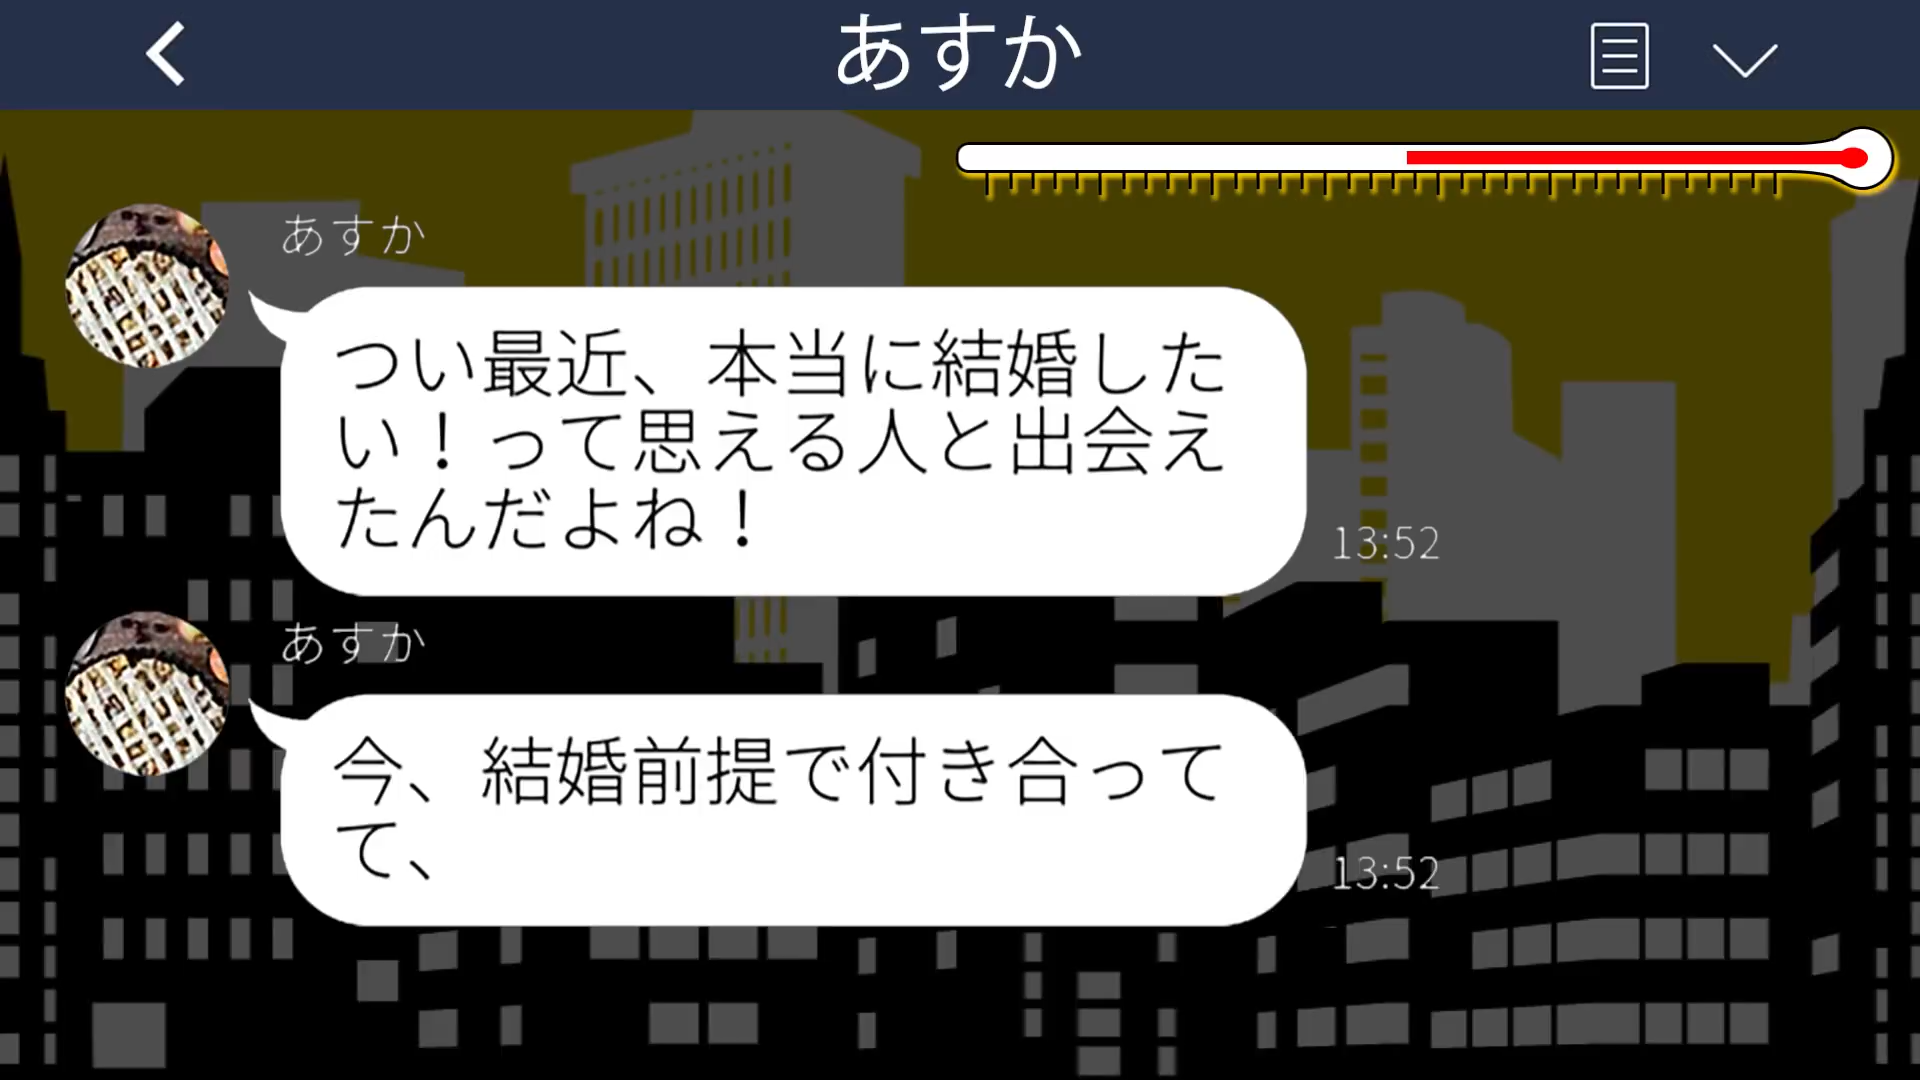 あすか
あすか
つい最近、本当に結婚した
い！って思える人と出会え
たんだよね！
13:52
あすか
今、結婚前提で付き合って
て、
13:52